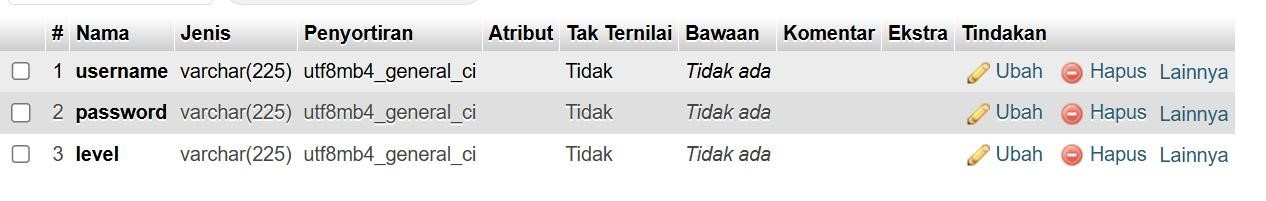 # Nama Jenis Penyortiran Atribut Tak Ternilai Bawaan Komentar Ekstra Tindakan
1 username varchar(225) utf8mb4_general_ci Tidak Tidak ada Ubah Hapus Lainnya
2 password varchar(225) utf8mb4_general_ci Tidak Tidak ada Ubah Hapus Lainnya
3 level varchar(225) utf8mb4_general_ci Tidak Tidak ada Ubah Hapus Lainnya